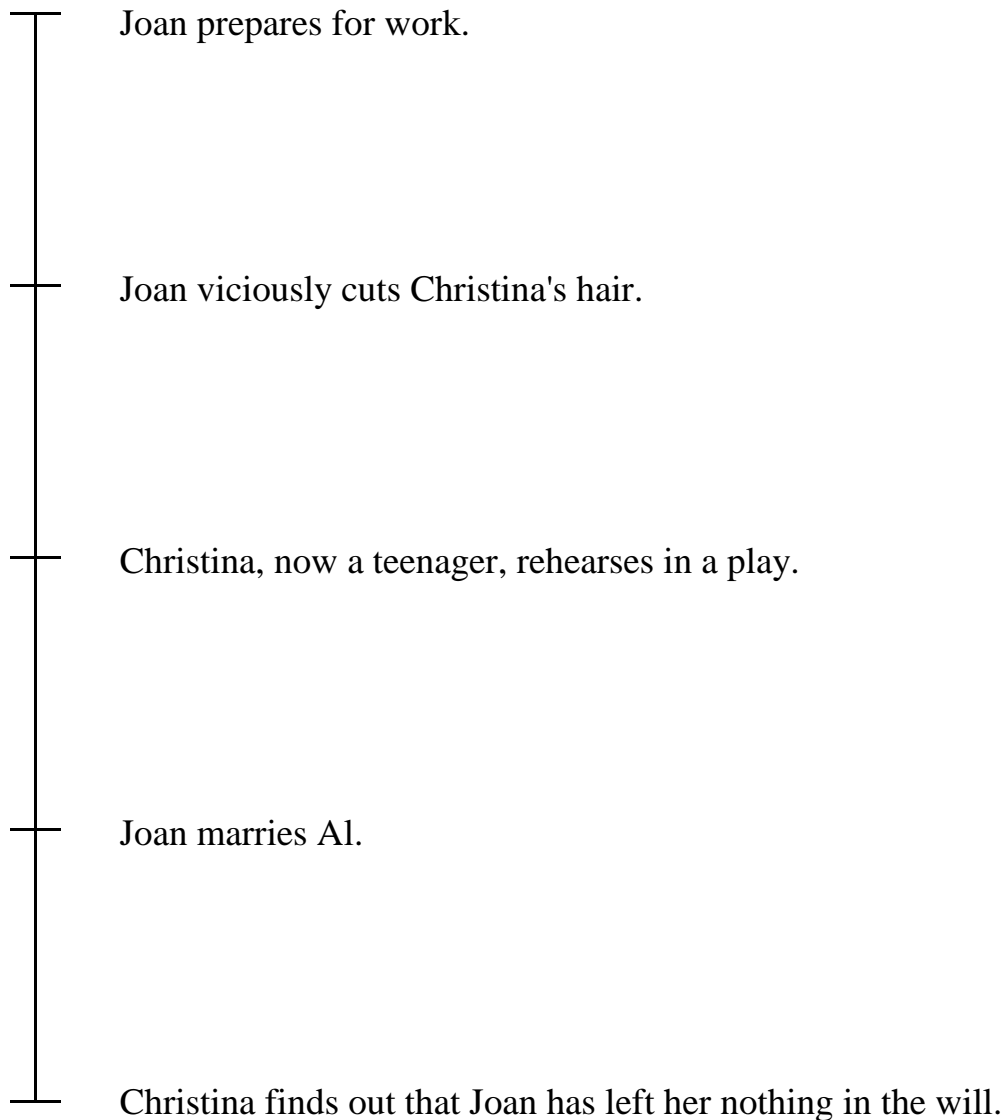 Joan prepares for work.
Joan viciously cuts Christina's hair.
Christina, now a teenager, rehearses in a play.
Joan marries Al.
Christina finds out that Joan has left her nothing in the will.